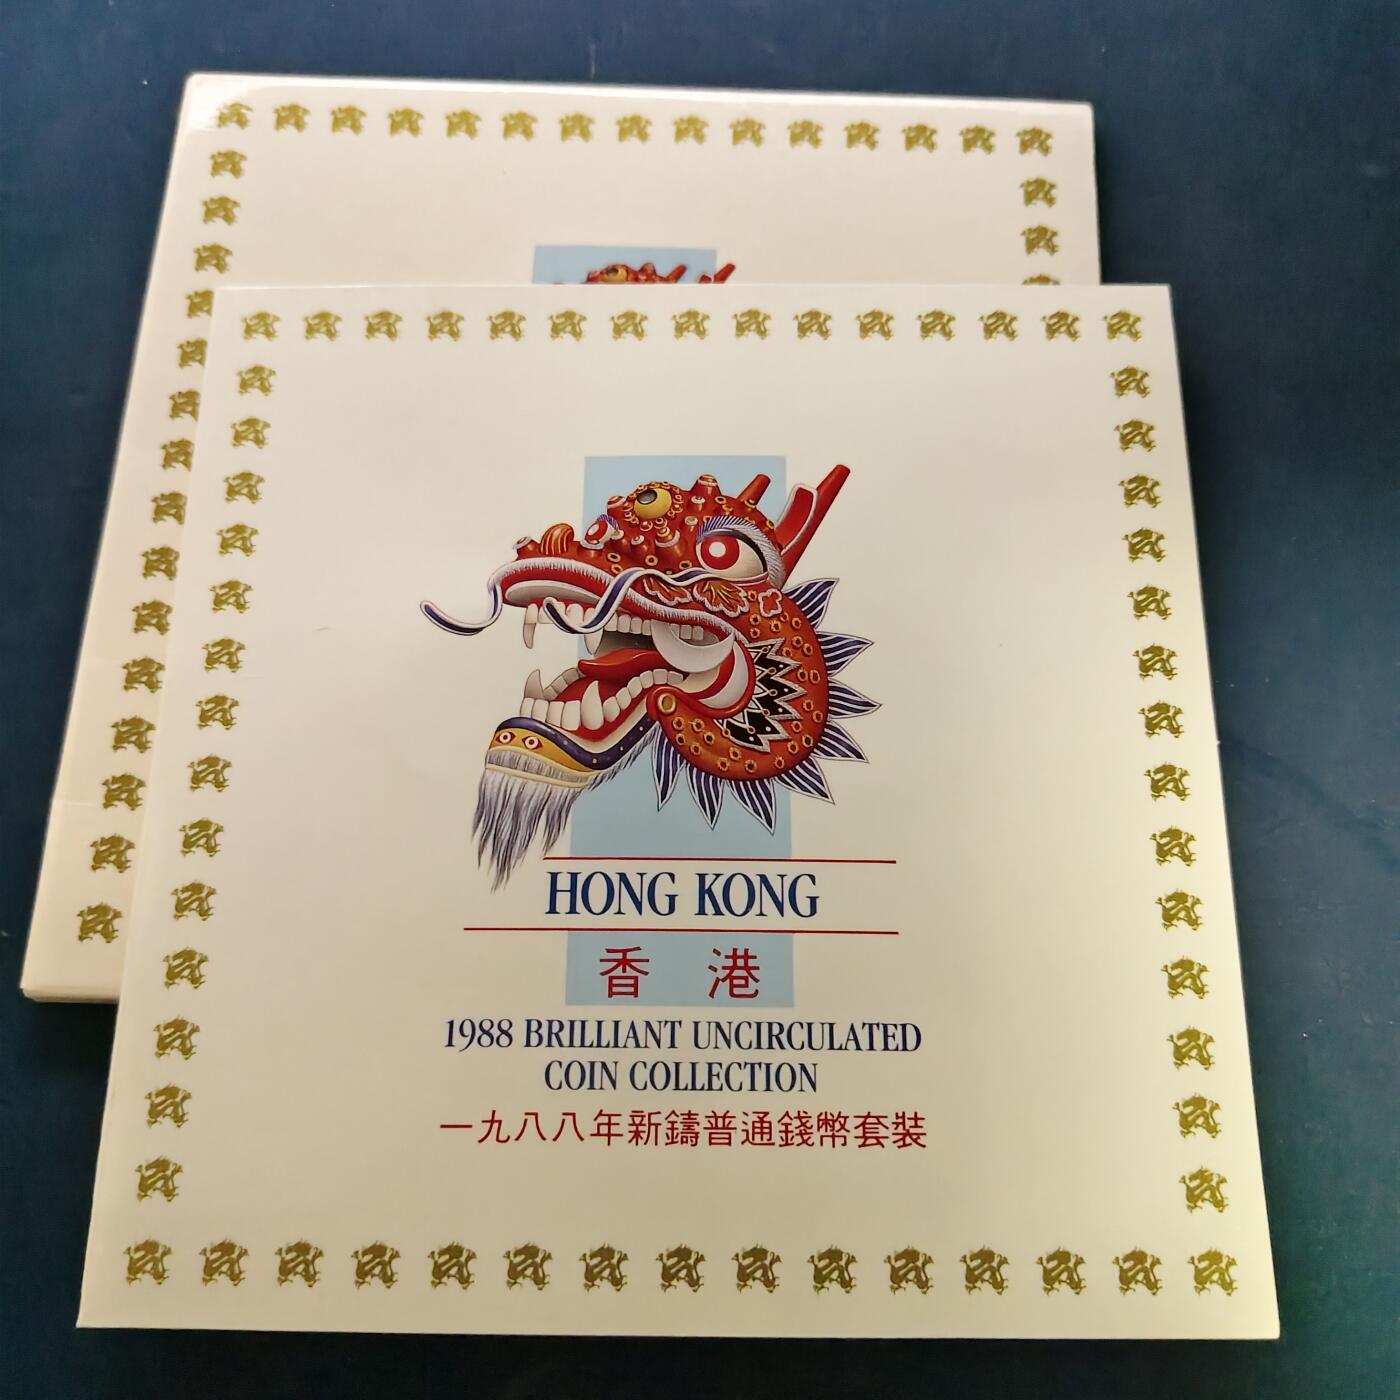 HONG KONG
香港
1988 BRILLIANT UNCIRCULATED
COIN COLLECTION
一九八八年新鑄普通錢幣套裝